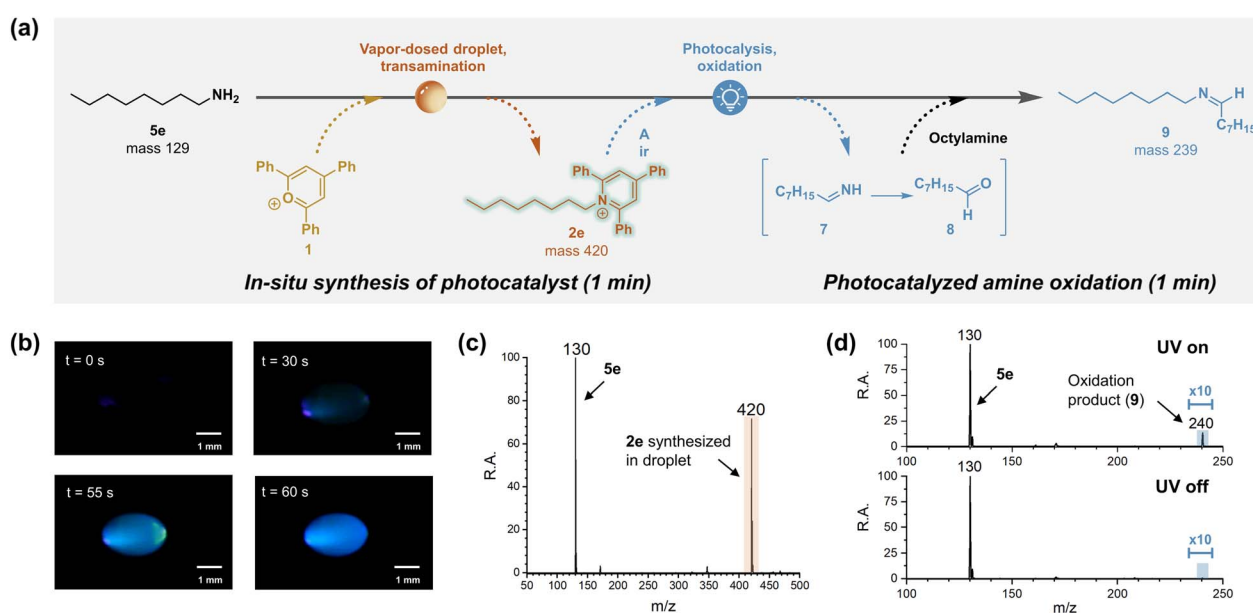 (a)
Vapor-dosed droplet,
transamination
Photocalysis,
oxidation
NH2
5e
mass 129
Ph
Ph
O
⊕
Ph
1
Ph
Ph
N
⊕
Ph
2e
mass 420
A
ir
C7H15
NH
7
C7H15
O
H
8
Octylamine
N
H
C7H15
9
mass 239
In-situ synthesis of photocatalyst (1 min)
Photocatalyzed amine oxidation (1 min)
(b)
t = 0 s
1 mm
t = 30 s
1 mm
t = 55 s
1 mm
t = 60 s
1 mm
(c)
130
5e
420
2e synthesized
in droplet
R.A.
100
80
60
40
20
0
50 100 150 200 250 300 350 400 450 500
m/z
(d)
130
UV on
5e
Oxidation
product (9)
x10
240
R.A.
100
75
50
25
0
100 150 200 250
130
UV off
x10
R.A.
100
75
50
25
0
100 150 200 250
m/z